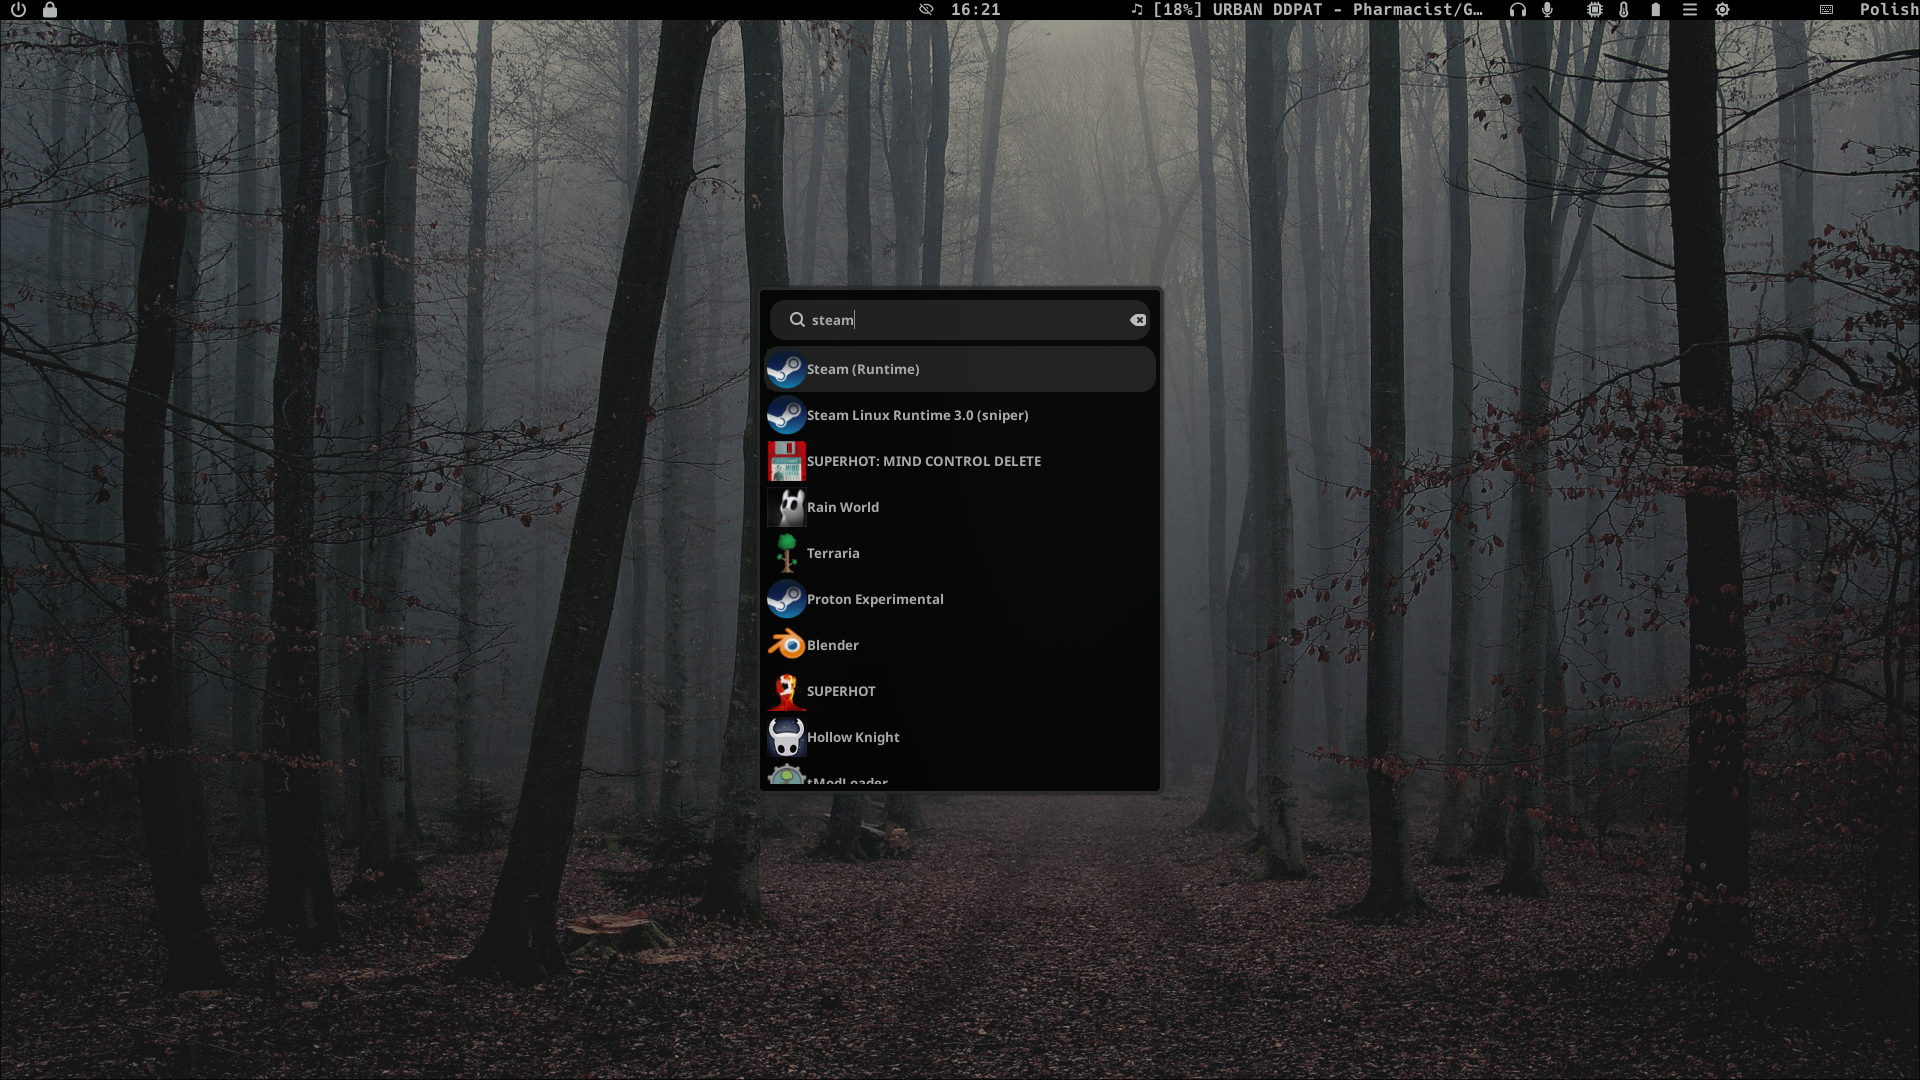 16:21
[18%] URBAN DDPAT - Pharmacist/G…
Polish
steam
Steam (Runtime)
Steam Linux Runtime 3.0 (sniper)
SUPERHOT: MIND CONTROL DELETE
Rain World
Terraria
Proton Experimental
Blender
SUPERHOT
Hollow Knight
tModLoader